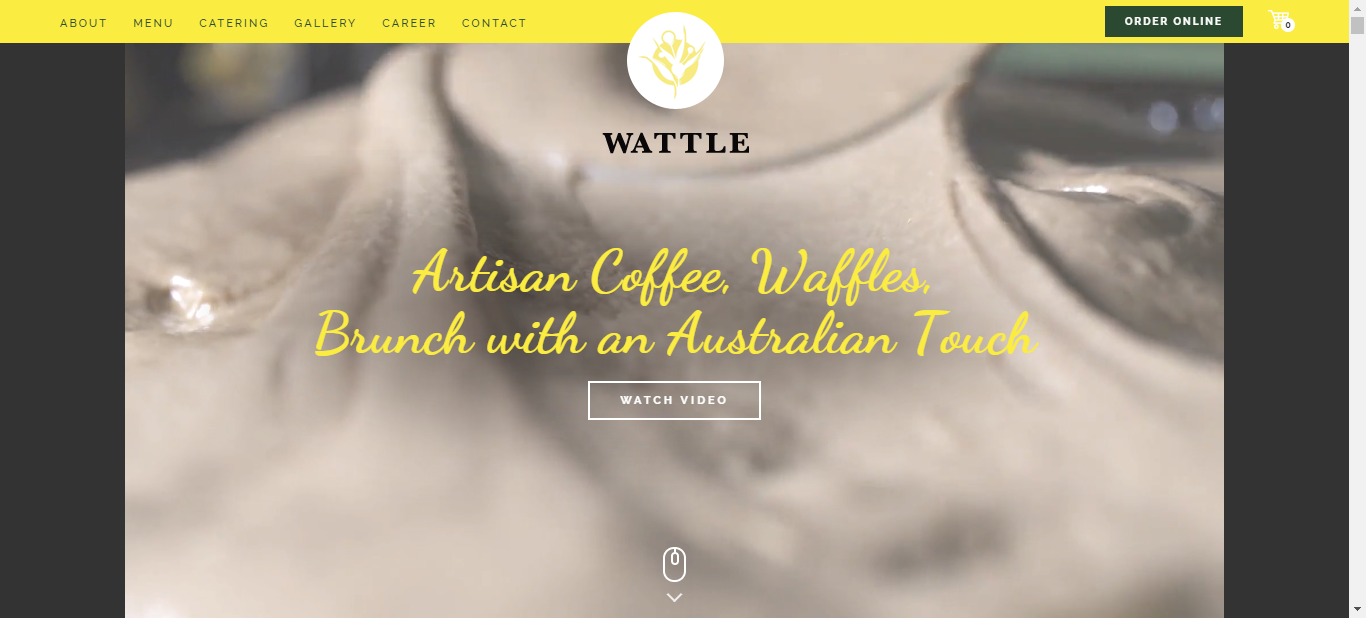 ABOUT MENU CATERING GALLERY CAREER CONTACT ORDER ONLINE 0
WATTLE
Artisan Coffee, Waffles,
Brunch with an Australian Touch
WATCH VIDEO